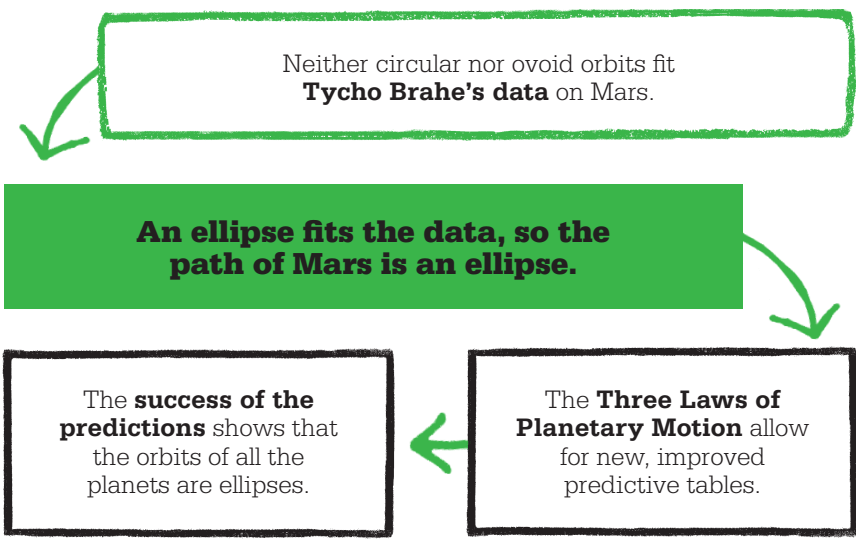 Neither circular nor ovoid orbits fit
Tycho Brahe's data on Mars.
An ellipse fits the data, so the
path of Mars is an ellipse.
The Three Laws of
Planetary Motion allow
for new, improved
predictive tables.
The success of the
predictions shows that
the orbits of all the
planets are ellipses.